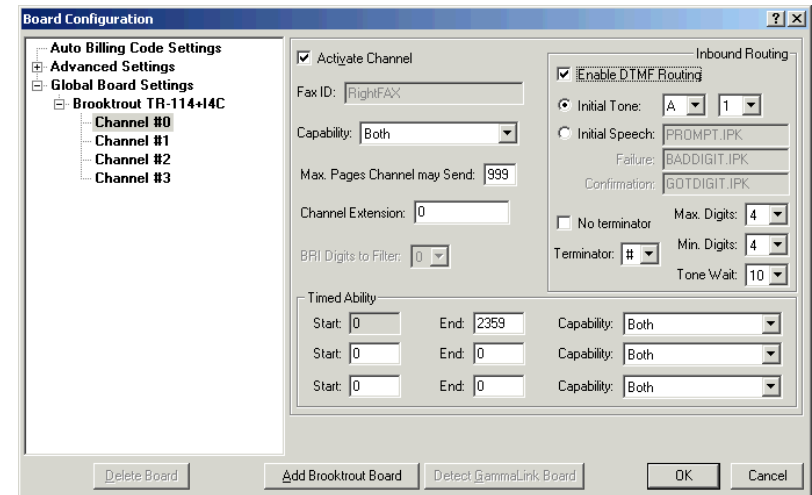 Board Configuration
Auto Billing Code Settings
Advanced Settings
Global Board Settings
Brooktrout TR-114+I4C
Channel #0
Channel #1
Channel #2
Channel #3
Activate Channel
Fax ID: RightFAX
Capability: Both
Max. Pages Channel may Send: 999
Channel Extension: 0
BRI Digits to Filter: 0
Inbound Routing
Enable DTMF Routing
Initial Tone: A 1
Initial Speech: PROMPT.IPK
Failure: BADDIGIT.IPK
Confirmation: GOTDIGIT.IPK
No terminator
Max. Digits: 4
Terminator: #
Min. Digits: 4
Tone Wait: 10
Timed Ability
Start: 0 End: 2359 Capability: Both
Start: 0 End: 0 Capability: Both
Start: 0 End: 0 Capability: Both
Delete Board Add Brooktrout Board Detect GammaLink Board OK Cancel